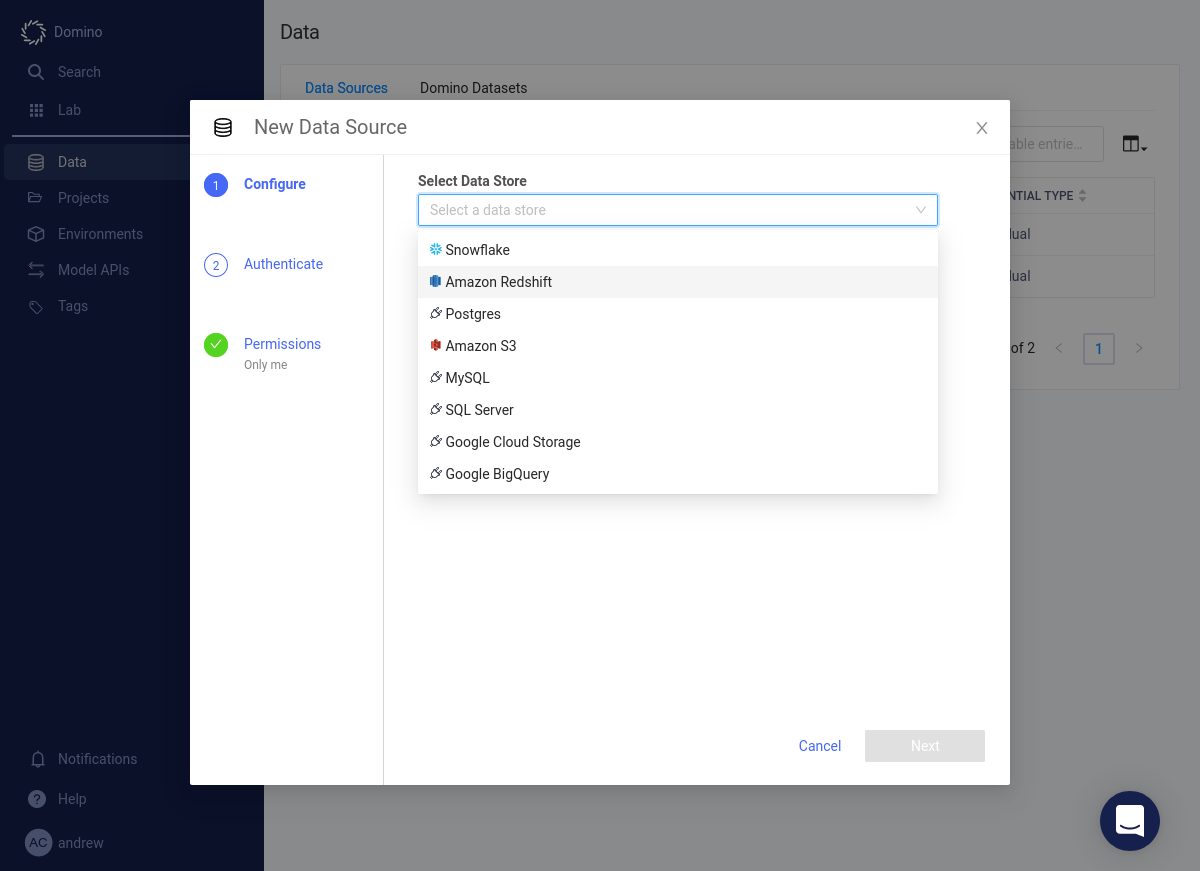 Domino
Search
Lab
Data
Projects
Environments
Model APIs
Tags
Notifications
Help
AC andrew
Data
Data Sources Domino Datasets
able entrie...
NTIAL TYPE
of 2
1
New Data Source
1 Configure
2 Authenticate
Permissions
Only me
Select Data Store
Select a data store
Snowflake
Amazon Redshift
Postgres
Amazon S3
MySQL
SQL Server
Google Cloud Storage
Google BigQuery
Cancel Next